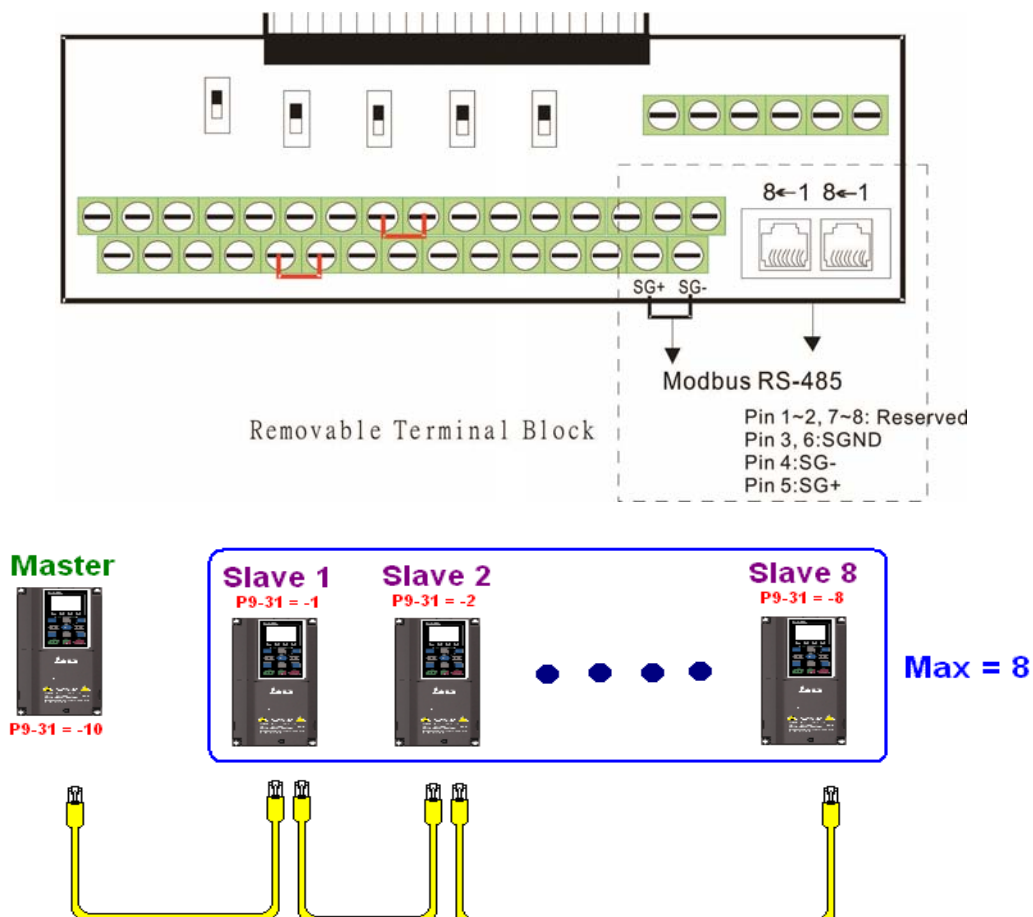 8←1 8←1
SG+ SG-
Modbus RS-485
Removable Terminal Block
Pin 1~2, 7~8: Reserved
Pin 3, 6:SGND
Pin 4:SG-
Pin 5:SG+
Master
Slave 1
Slave 2
Slave 8
P9-31 = -1
P9-31 = -2
P9-31 = -8
Max = 8
P9-31 = -10